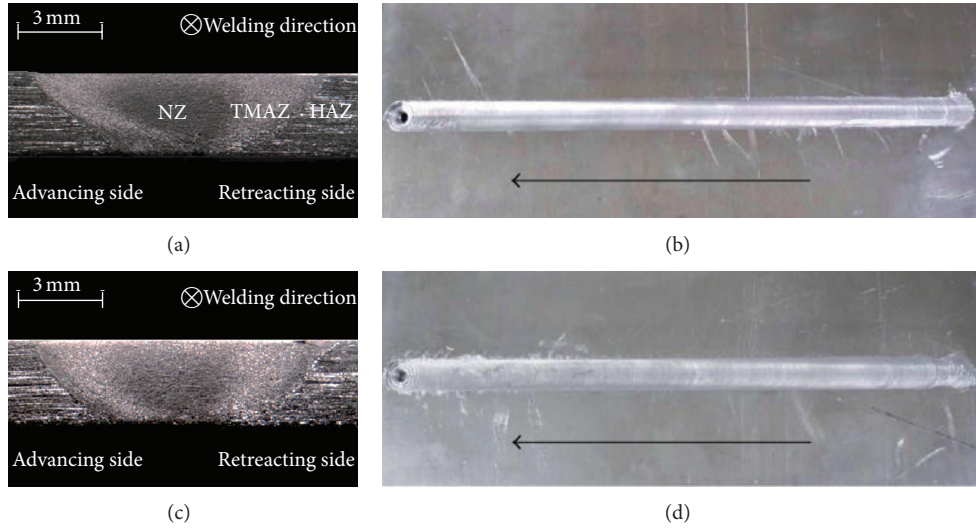 3 mm
⊗Welding direction
NZ TMAZ HAZ
Advancing side Retreacting side
(a)
(b)
3 mm
⊗Welding direction
Advancing side Retreacting side
(c)
(d)